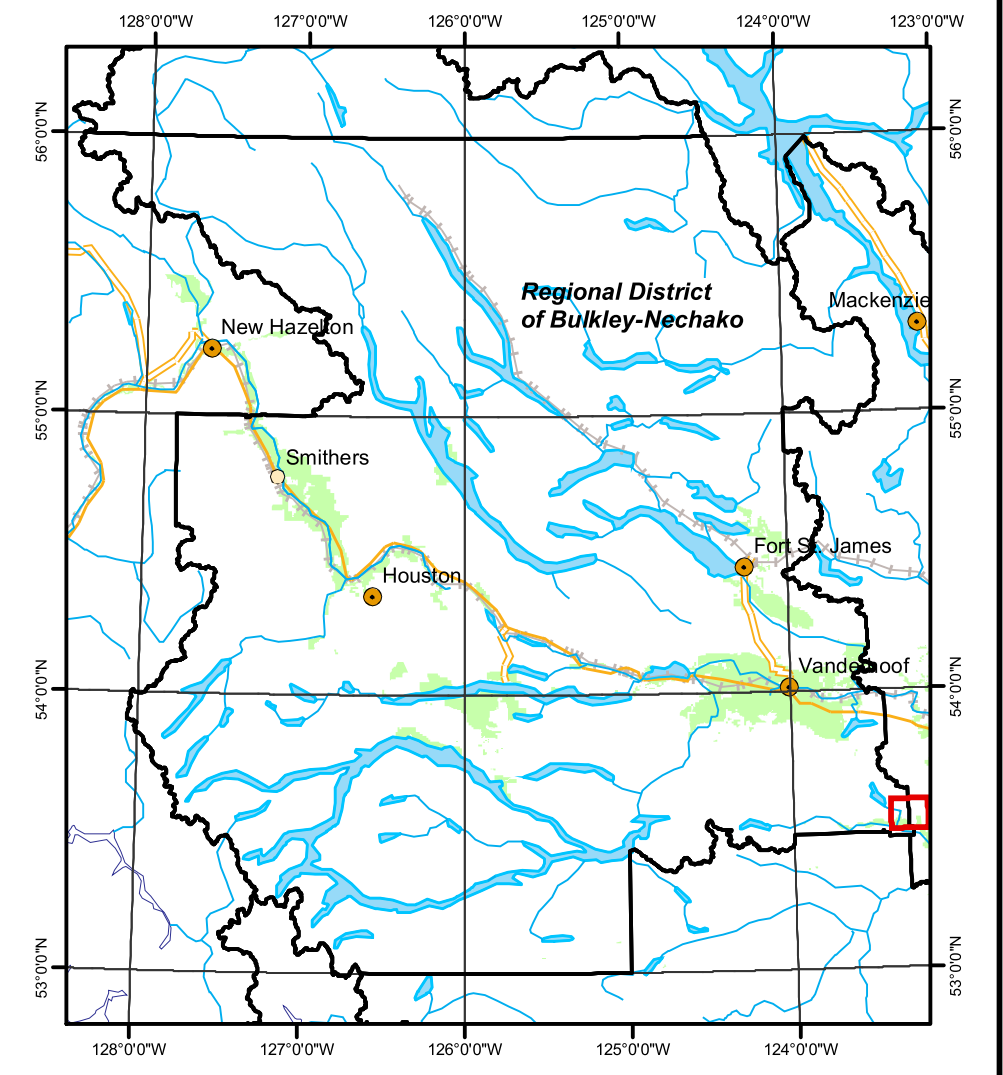 128°0'0"W 127°0'0"W 126°0'0"W 125°0'0"W 124°0'0"W 123°0'0"W
56°0'0"N 56°0'0"N
Regional District
of Bulkley-Nechako
Mackenzie
New Hazelton
55°0'0"N 55°0'0"N
Smithers
Fort St. James
Houston
Vanderhoof
54°0'0"N 54°0'0"N
53°0'0"N 53°0'0"N
128°0'0"W 127°0'0"W 126°0'0"W 125°0'0"W 124°0'0"W